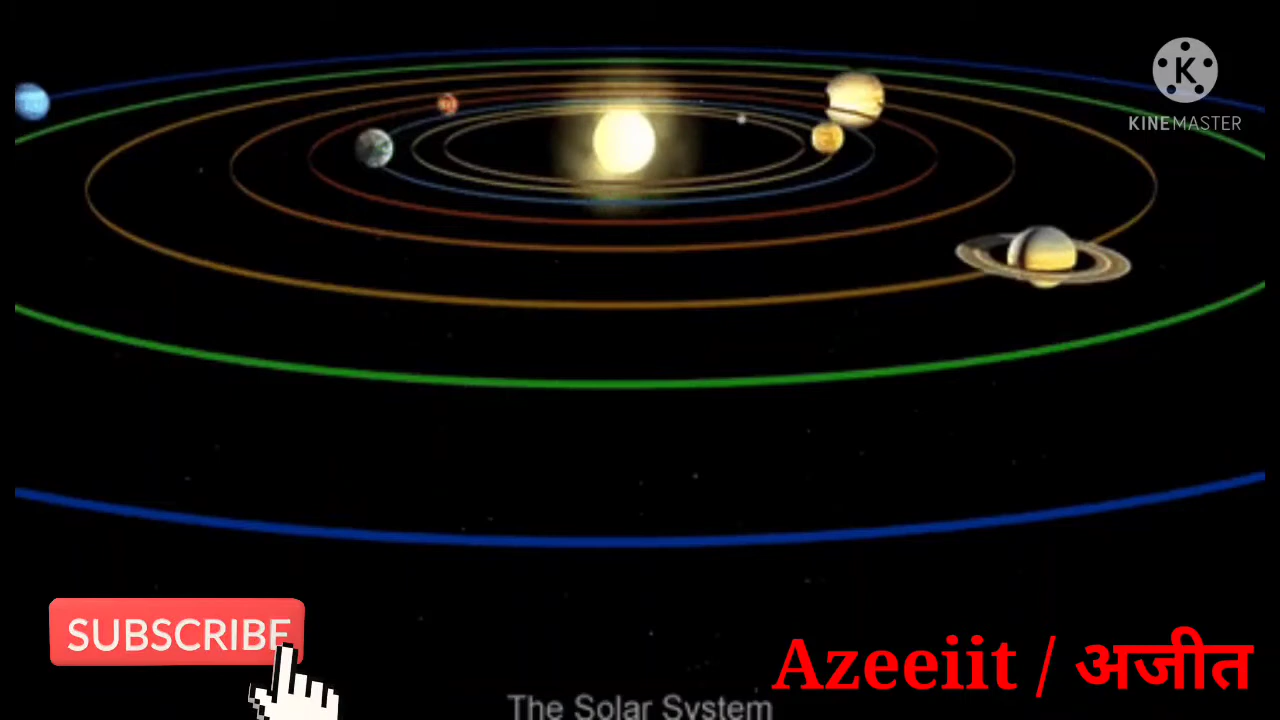 K
KINEMASTER
SUBSCRIBE
Azeeiit / अजीत
The Solar System